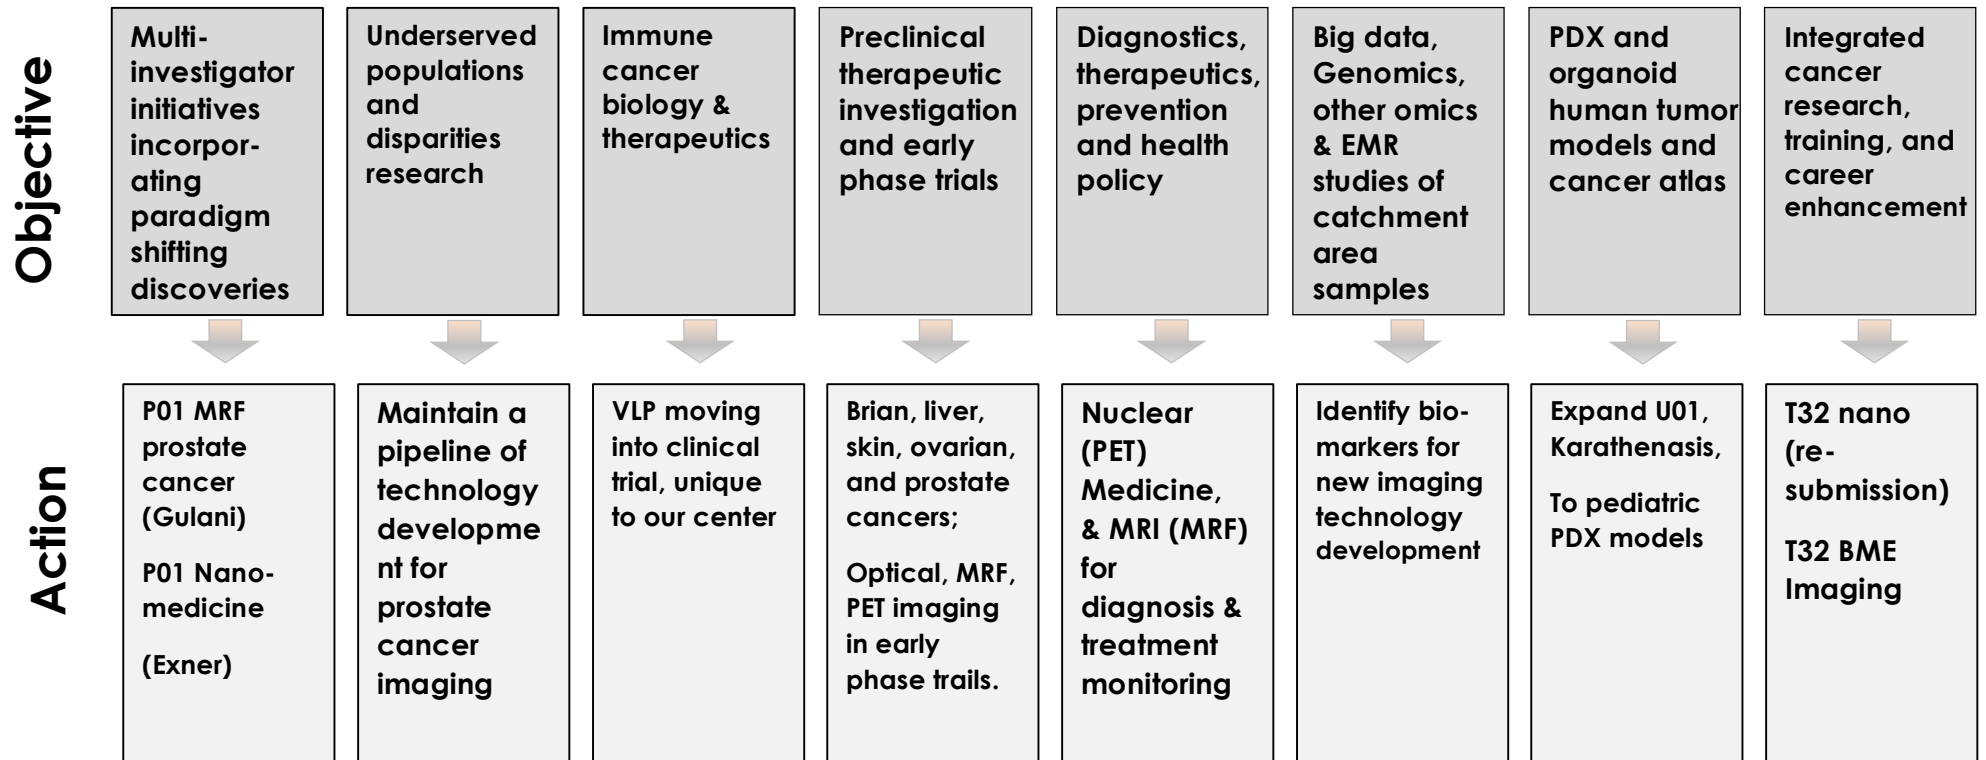 Objective
Multi-
investigator
initiatives
incorpor-
ating
paradigm
shifting
discoveries
Underserved
populations
and
disparities
research
Immune
cancer
biology &
therapeutics
Preclinical
therapeutic
investigation
and early
phase trials
Diagnostics,
therapeutics,
prevention
and health
policy
Big data,
Genomics,
other omics
& EMR
studies of
catchment
area
samples
PDX and
organoid
human tumor
models and
cancer atlas
Integrated
cancer
research,
training, and
career
enhancement
Action
P01 MRF
prostate
cancer
(Gulani)
P01 Nano-
medicine
(Exner)
Maintain a
pipeline of
technology
developme
nt for
prostate
cancer
imaging
VLP moving
into clinical
trial, unique
to our center
Brian, liver,
skin, ovarian,
and prostate
cancers;
Optical, MRF,
PET imaging
in early
phase trails.
Nuclear
(PET)
Medicine,
& MRI (MRF)
for
diagnosis &
treatment
monitoring
Identify bio-
markers for
new imaging
technology
development
Expand U01,
Karathenasis,
To pediatric
PDX models
T32 nano
(re-
submission)
T32 BME
Imaging